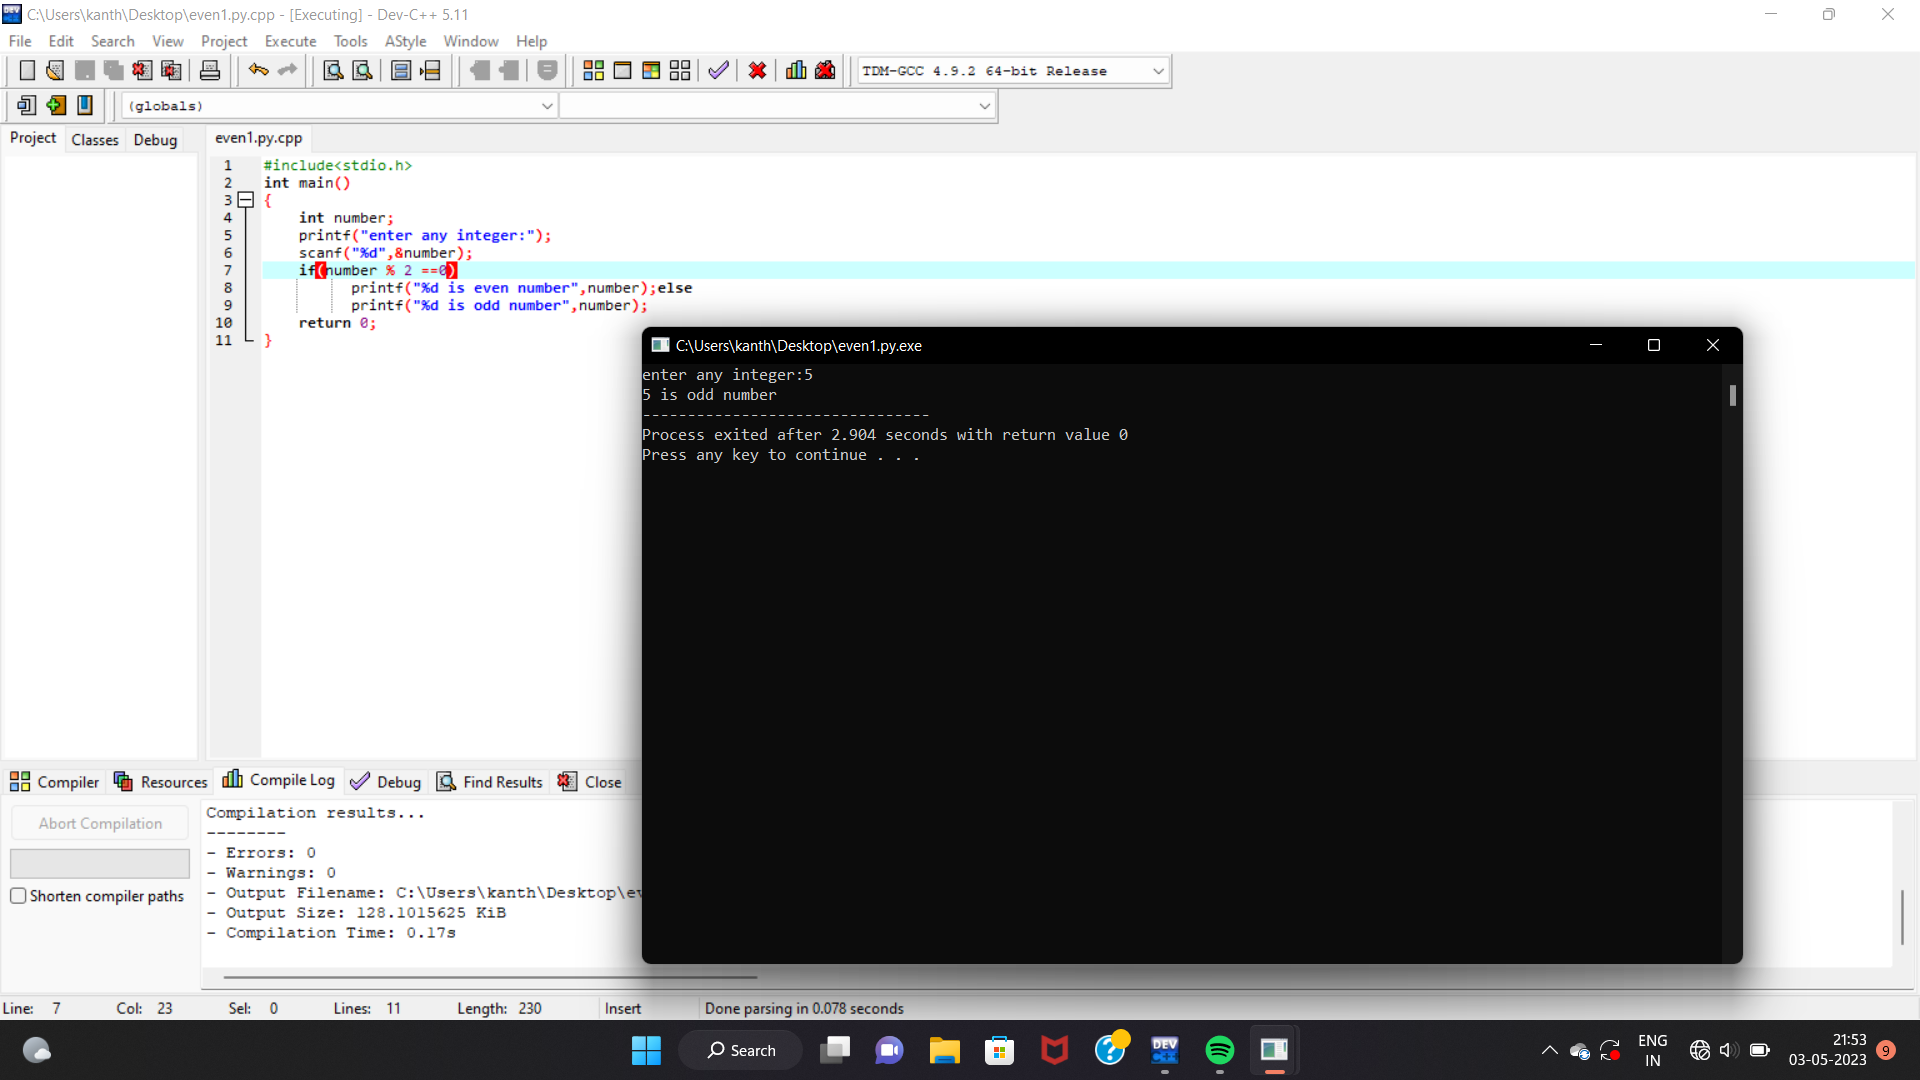 C:\Users\kanth\Desktop\even1.py.cpp - [Executing] - Dev-C++ 5.11
File Edit Search View Project Execute Tools AStyle Window Help
TDM-GCC 4.9.2 64-bit Release
(globals)
Project Classes Debug even1.py.cpp
1 #include<stdio.h>
2 int main()
3 {
4 int number;
5 printf("enter any integer:");
6 scanf("%d",&number);
7 if(number % 2 ==0)
8 printf("%d is even number",number);else
9 printf("%d is odd number",number);
10 return 0;
11 }
C:\Users\kanth\Desktop\even1.py.exe
enter any integer:5
5 is odd number
--------------------------------
Process exited after 2.904 seconds with return value 0
Press any key to continue . . .
Compiler Resources Compile Log Debug Find Results Close
Abort Compilation
Shorten compiler paths
Compilation results...
--------
- Errors: 0
- Warnings: 0
- Output Filename: C:\Users\kanth\Desktop\ev
- Output Size: 128.1015625 KiB
- Compilation Time: 0.17s
Line: 7 Col: 23 Sel: 0 Lines: 11 Length: 230 Insert Done parsing in 0.078 seconds
Search
DEV
C++
ENG
IN
21:53
03-05-2023
9